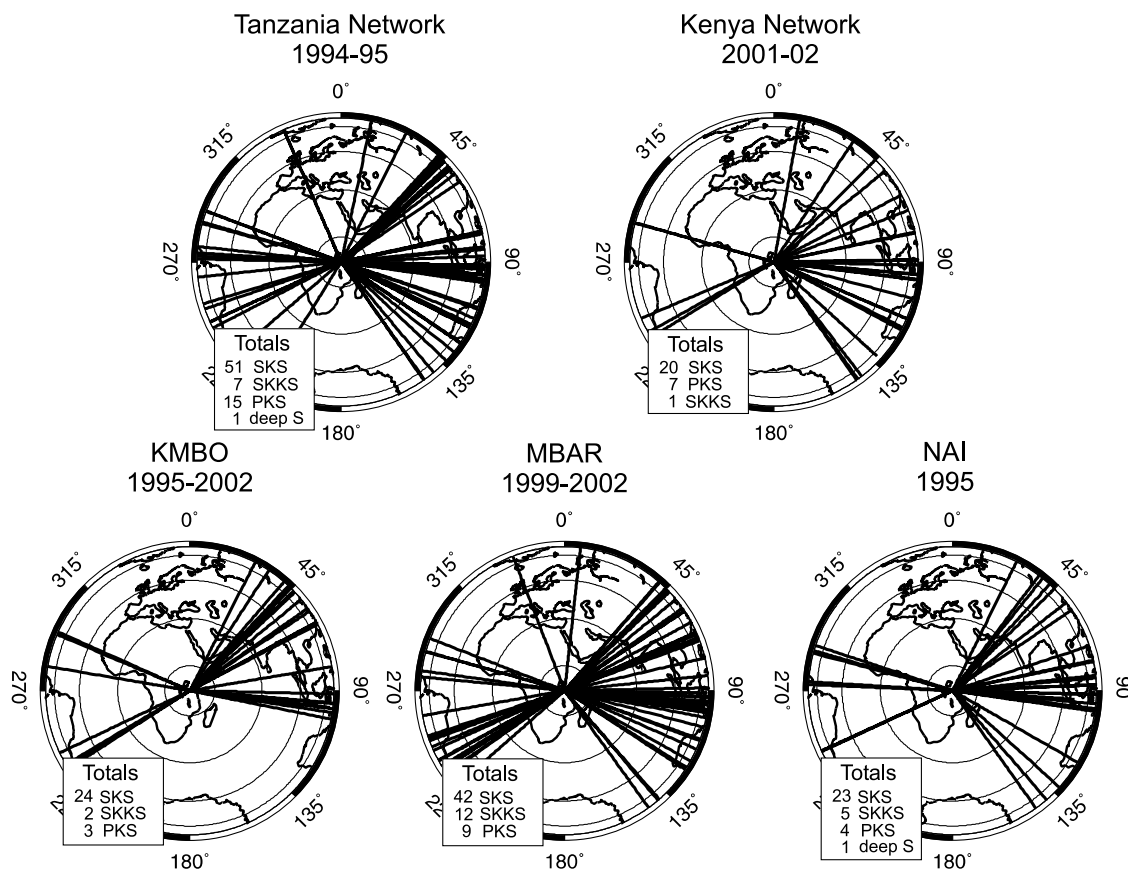 Tanzania Network
1994-95
0°
45°
90°
135°
180°
270°
315°
Totals
51 SKS
7 SKKS
15 PKS
1 deep S
Kenya Network
2001-02
0°
45°
90°
135°
180°
270°
315°
Totals
20 SKS
7 PKS
1 SKKS
KMBO
1995-2002
0°
45°
90°
135°
180°
270°
315°
Totals
24 SKS
2 SKKS
3 PKS
MBAR
1999-2002
0°
45°
90°
135°
180°
270°
315°
Totals
42 SKS
12 SKKS
9 PKS
NAI
1995
0°
45°
90°
135°
180°
270°
315°
Totals
23 SKS
5 SKKS
4 PKS
1 deep S